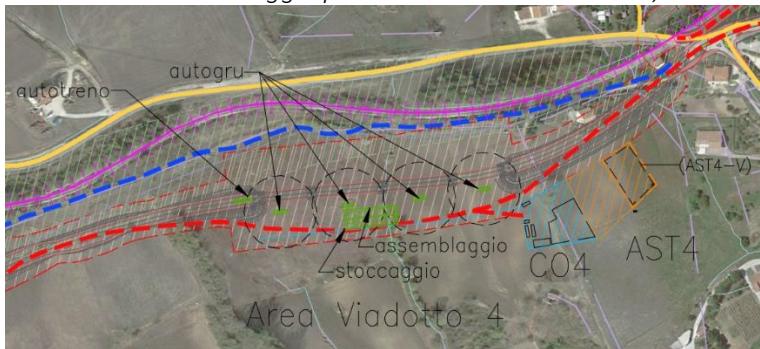 autogru
autotreno
(AST4-V)
assemblaggio
stoccaggio
CO4
AST4
Area Viadotto 4